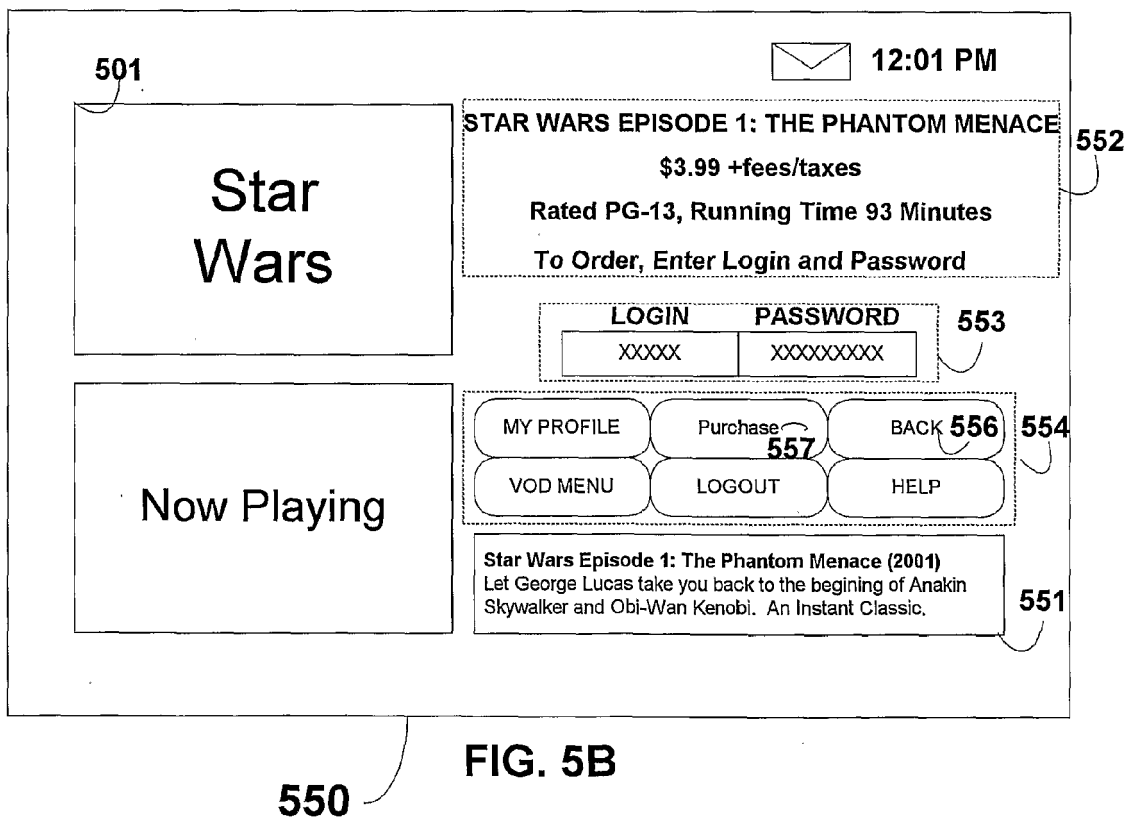 12:01 PM
501
Star
Wars
STAR WARS EPISODE 1: THE PHANTOM MENACE
552
$3.99 +fees/taxes
Rated PG-13, Running Time 93 Minutes
To Order, Enter Login and Password
LOGIN PASSWORD
553
XXXXX XXXXXXXXX
MY PROFILE Purchase BACK 556 554
557
VOD MENU LOGOUT HELP
Now Playing
Star Wars Episode 1: The Phantom Menace (2001)
Let George Lucas take you back to the begining of Anakin
Skywalker and Obi-Wan Kenobi. An Instant Classic.
551
FIG. 5B
550